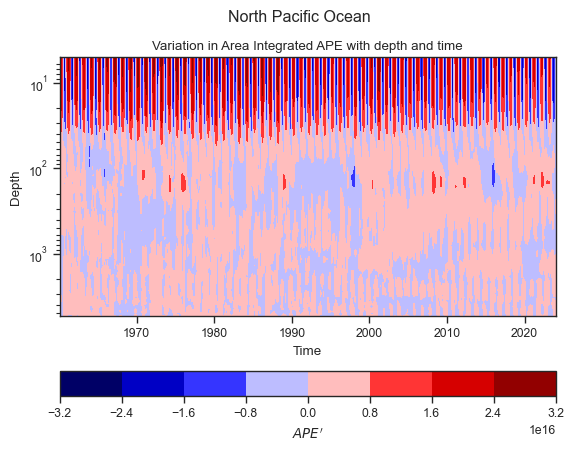 North Pacific Ocean
Variation in Area Integrated APE with depth and time
10¹
10²
10³
Depth
1970 1980 1990 2000 2010 2020
Time
−3.2 −2.4 −1.6 −0.8 0.0 0.8 1.6 2.4 3.2
1e16
APE′